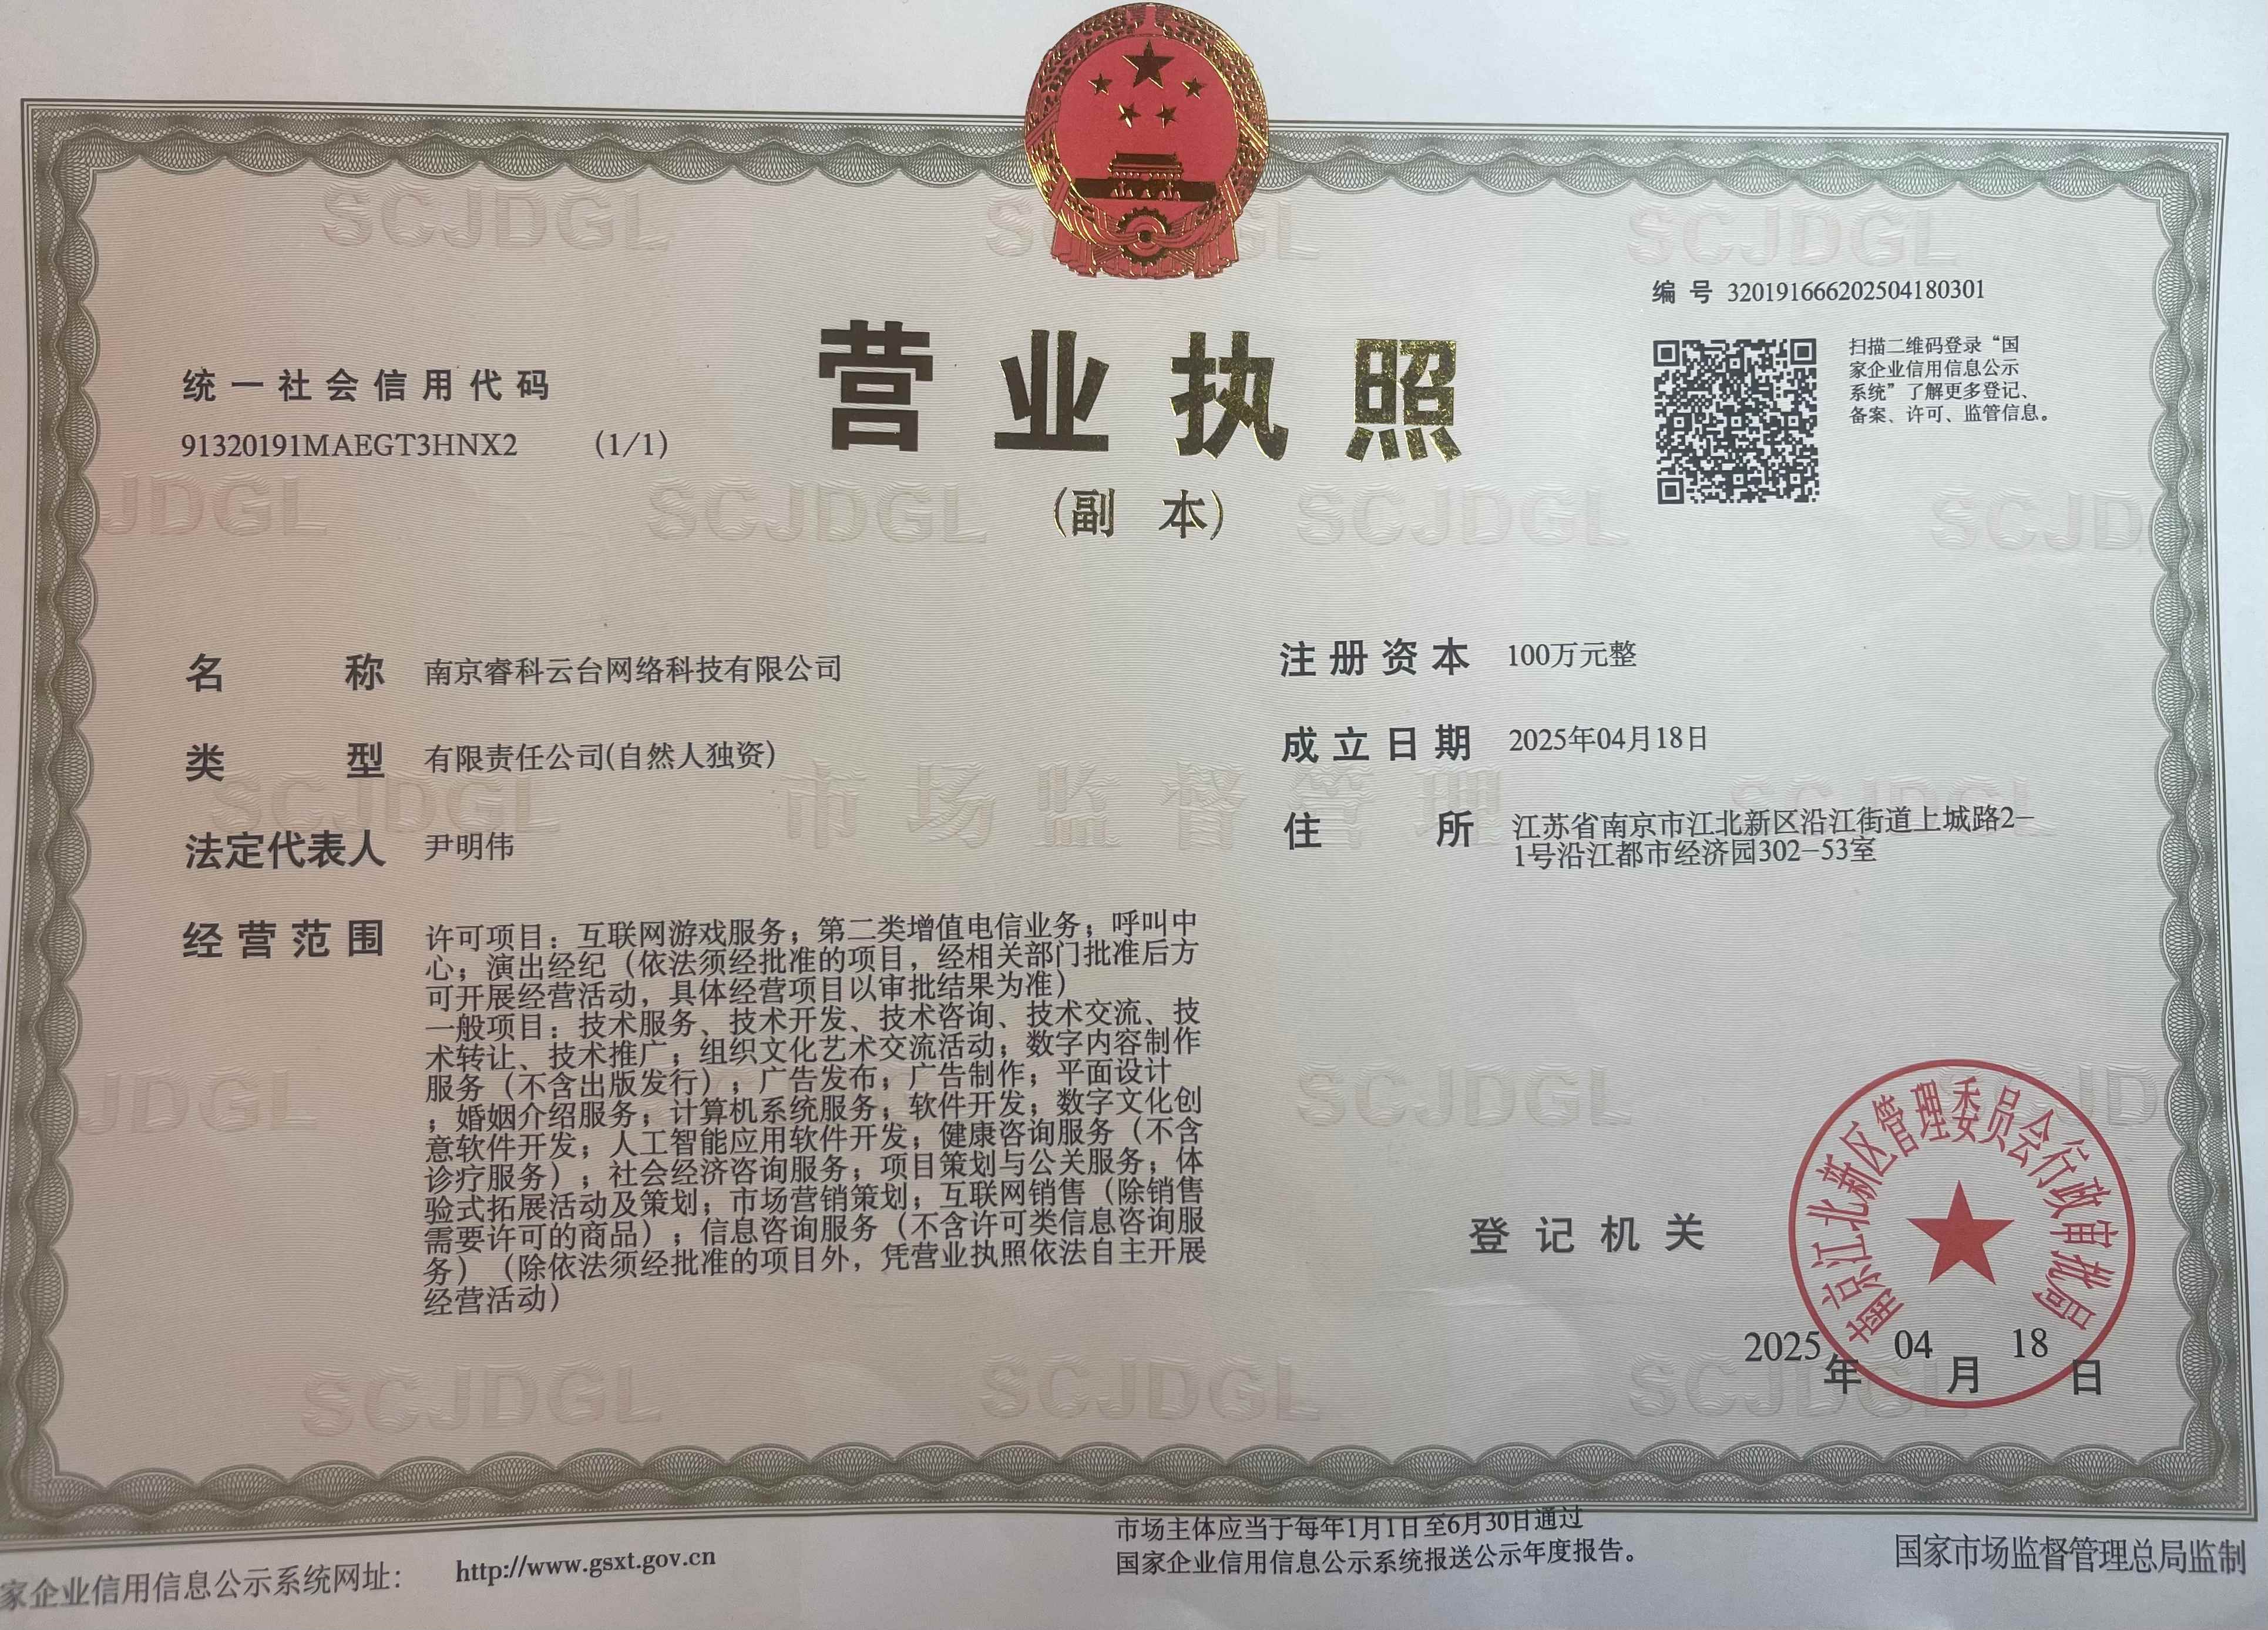 编 号 320191666202504180301
统一社会信用代码
91320191MAEGT3HNX2 (1/1)
营业执照
(副 本)
扫描二维码登录“国
家企业信用信息公示
系统”了解更多登记、
备案、许可、监管信息。
名 称 南京睿科云台网络科技有限公司
类 型 有限责任公司(自然人独资)
法定代表人 尹明伟
经营范围 许可项目：互联网游戏服务；第二类增值电信业务；呼叫中
心；演出经纪（依法须经批准的项目，经相关部门批准后方
可开展经营活动，具体经营项目以审批结果为准）
一般项目：技术服务、技术开发、技术咨询、技术交流、技
术转让、技术推广；组织文化艺术交流活动；数字内容制作
服务（不含出版发行）；广告发布；广告制作；平面设计
；婚姻介绍服务；计算机系统服务；软件开发；数字文化创
意软件开发；人工智能应用软件开发；健康咨询服务（不含
诊疗服务）；社会经济咨询服务；项目策划与公关服务；体
验式拓展活动及策划；市场营销策划；互联网销售（除销售
需要许可的商品）；信息咨询服务（不含许可类信息咨询服
务）（除依法须经批准的项目外，凭营业执照依法自主开展
经营活动）
注册资本 100万元整
成立日期 2025年04月18日
住 所 江苏省南京市江北新区沿江街道上城路2-
1号沿江都市经济园302-53室
登记机关
南京江北新区管理委员会行政审批局
2025年04月18日
SCJDGL
市场监督管理
家企业信用信息公示系统网址： http://www.gsxt.gov.cn
市场主体应当于每年1月1日至6月30日通过
国家企业信用信息公示系统报送公示年度报告。
国家市场监督管理总局监制